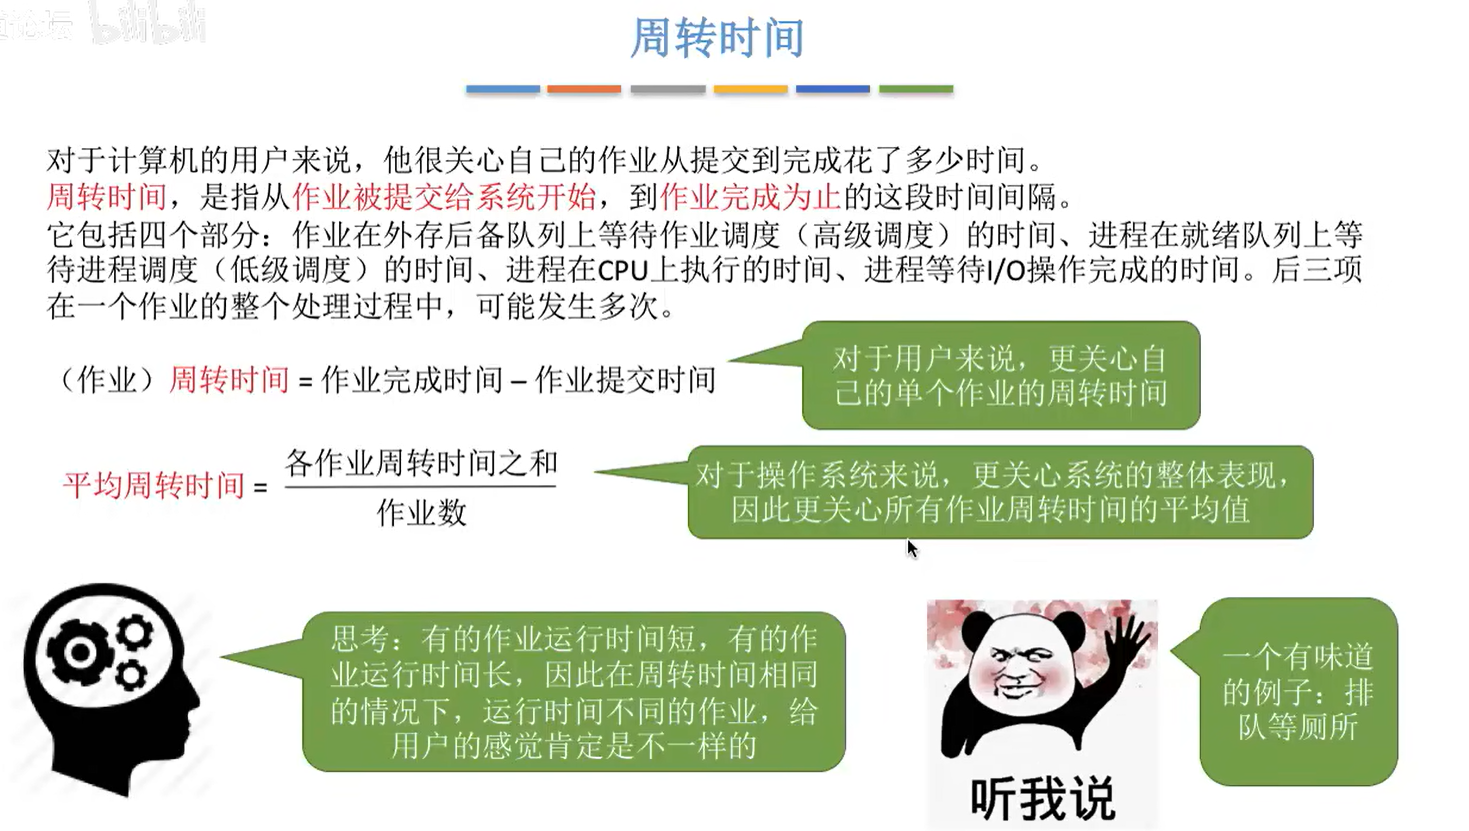 bilibili
周转时间
对于计算机的用户来说，他很关心自己的作业从提交到完成花了多少时间。
周转时间，是指从作业被提交给系统开始，到作业完成为止的这段时间间隔。
它包括四个部分：作业在外存后备队列上等待作业调度（高级调度）的时间、进程在就绪队列上等
待进程调度（低级调度）的时间、进程在CPU上执行的时间、进程等待I/O操作完成的时间。后三项
在一个作业的整个处理过程中，可能发生多次。
（作业）周转时间 = 作业完成时间 – 作业提交时间
对于用户来说，更关心自
己的单个作业的周转时间
平均周转时间 =
各作业周转时间之和
作业数
对于操作系统来说，更关心系统的整体表现，
因此更关心所有作业周转时间的平均值
思考：有的作业运行时间短，有的作
业运行时间长，因此在周转时间相同
的情况下，运行时间不同的作业，给
用户的感觉肯定是不一样的
听我说
一个有味道
的例子：排
队等厕所